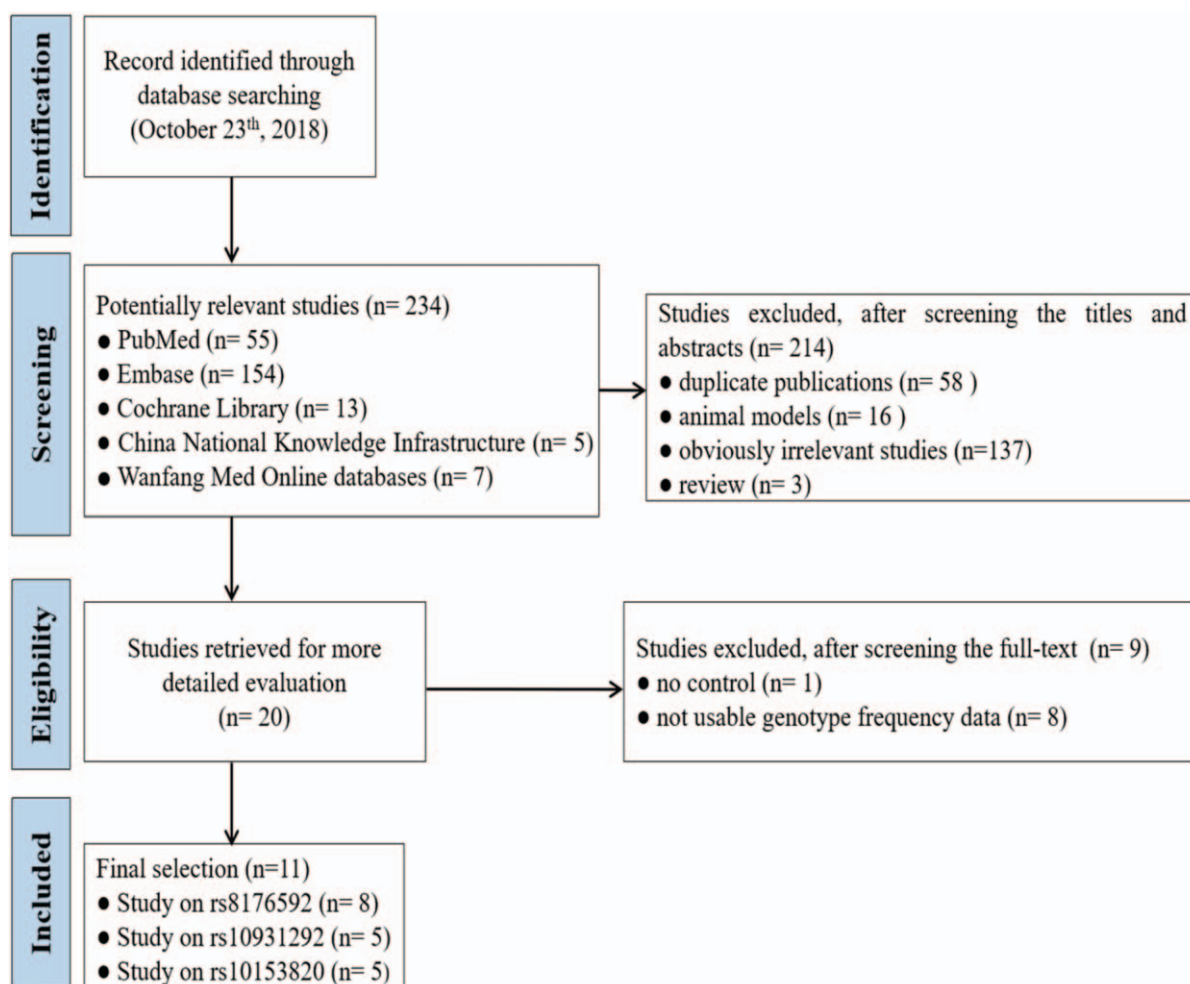 Identification
Record identified through
database searching
(October 23th, 2018)
Screening
Potentially relevant studies (n= 234)
● PubMed (n= 55)
● Embase (n= 154)
● Cochrane Library (n= 13)
● China National Knowledge Infrastructure (n= 5)
● Wanfang Med Online databases (n= 7)
Studies excluded, after screening the titles and
abstracts (n= 214)
● duplicate publications (n= 58 )
● animal models (n= 16 )
● obviously irrelevant studies (n=137)
● review (n= 3)
Eligibility
Studies retrieved for more
detailed evaluation
(n= 20)
Studies excluded, after screening the full-text (n= 9)
● no control (n= 1)
● not usable genotype frequency data (n= 8)
Included
Final selection (n=11)
● Study on rs8176592 (n= 8)
● Study on rs10931292 (n= 5)
● Study on rs10153820 (n= 5)